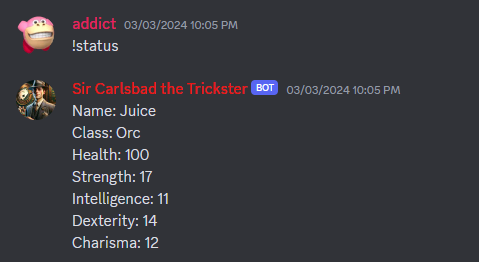 addict 03/03/2024 10:05 PM
!status
Sir Carlsbad the Trickster BOT 03/03/2024 10:05 PM
Name: Juice
Class: Orc
Health: 100
Strength: 17
Intelligence: 11
Dexterity: 14
Charisma: 12